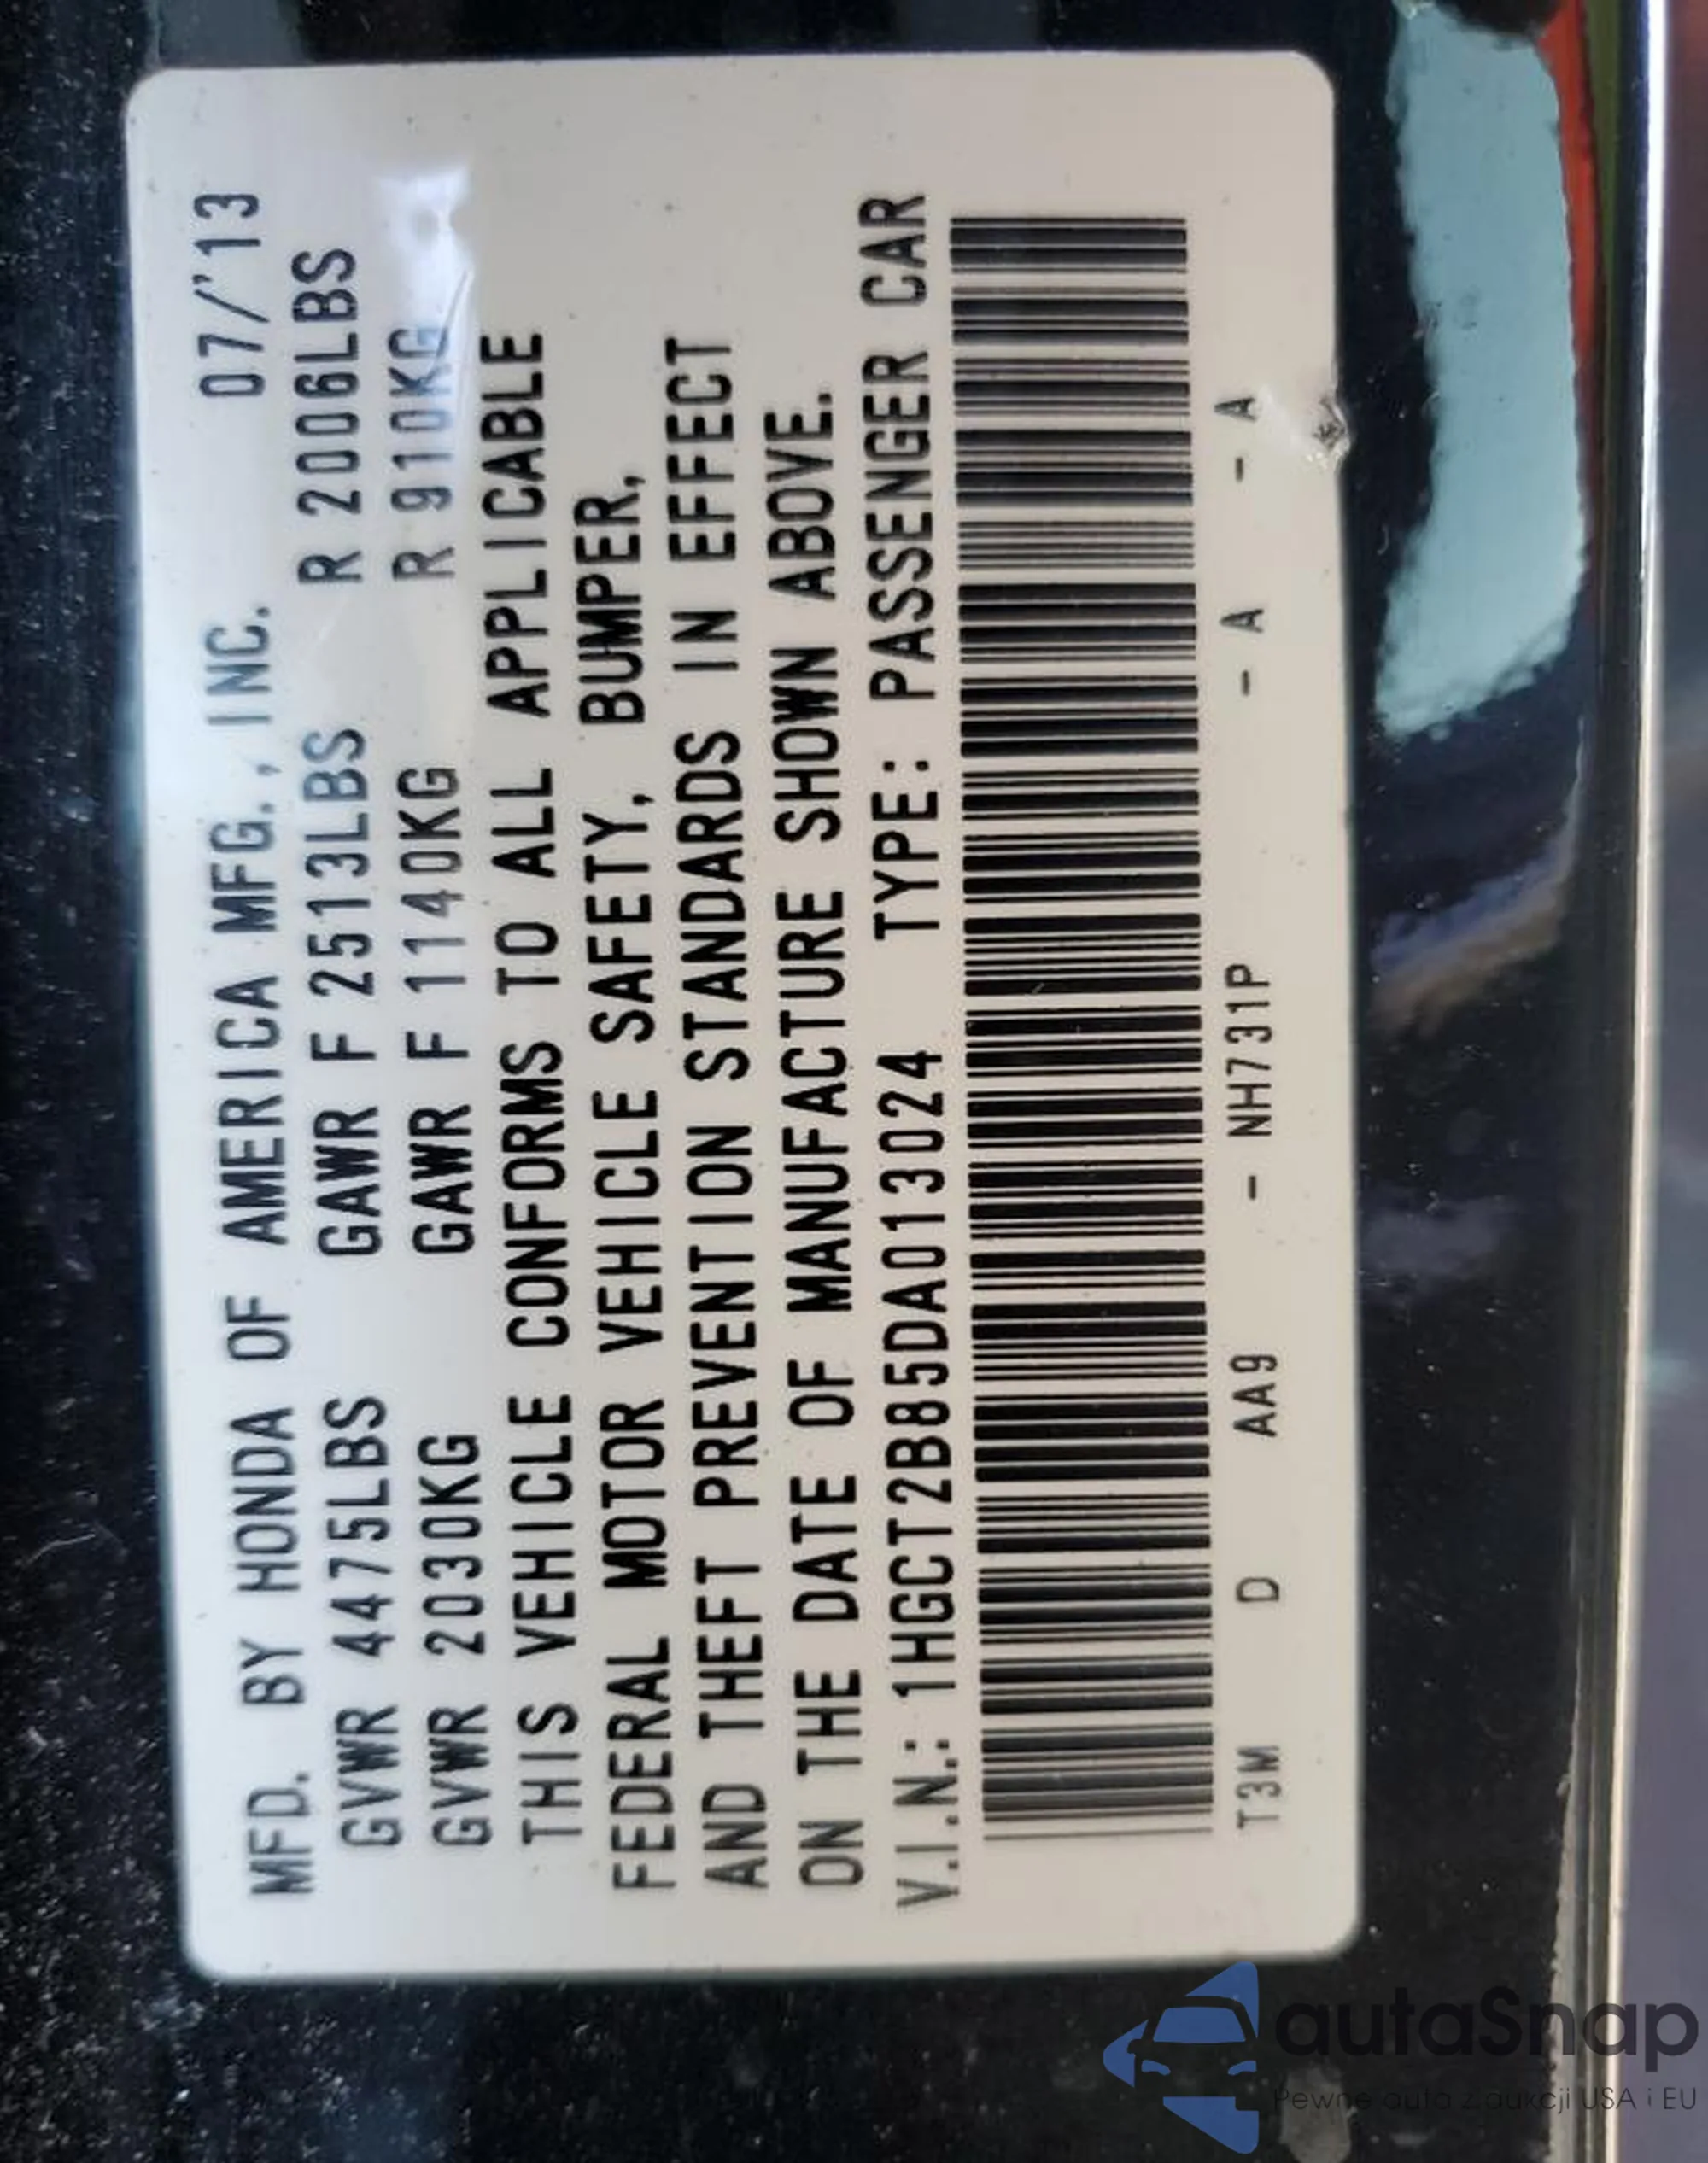 MFD. BY HONDA OF AMERICA MFG., INC. 07/'13
GVWR 4475LBS GAWR F 2513LBS R 2006LBS
GVWR 2030KG GAWR F 1140KG R 910KG
THIS VEHICLE CONFORMS TO ALL APPLICABLE
FEDERAL MOTOR VEHICLE SAFETY, BUMPER,
AND THEFT PREVENTION STANDARDS IN EFFECT
ON THE DATE OF MANUFACTURE SHOWN ABOVE.
V.I.N.: 1HGCT2B85DA013024 TYPE: PASSENGER CAR
T3M D AA9 - NH731P - A - A
autaSnap
Pewne auta z aukcji USA i EU